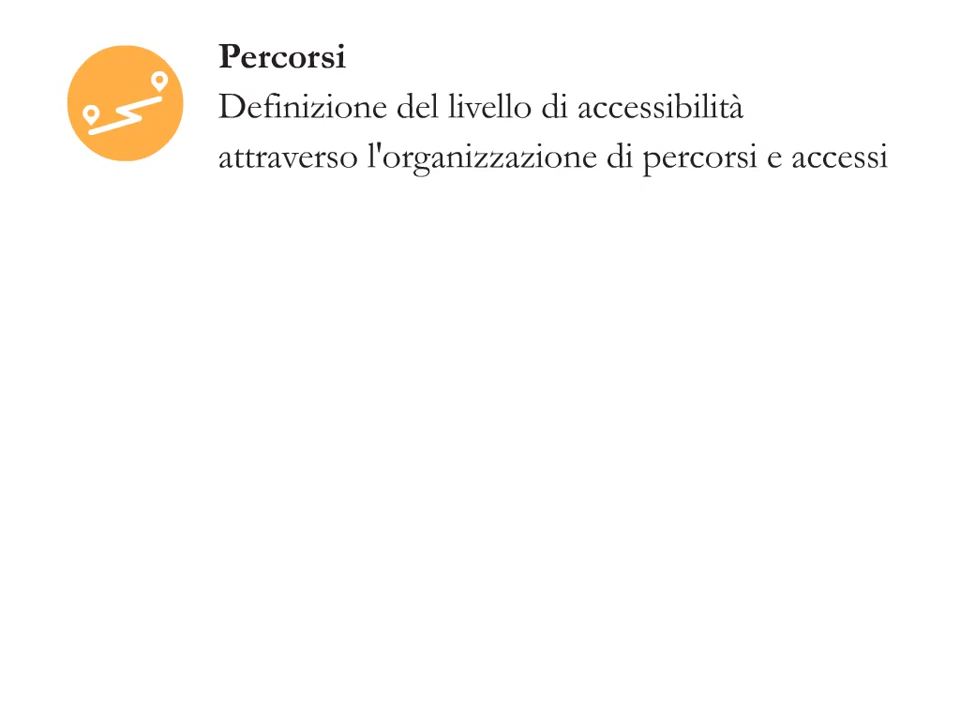 Percorsi
Definizione del livello di accessibilità
attraverso l'organizzazione di percorsi e accessi